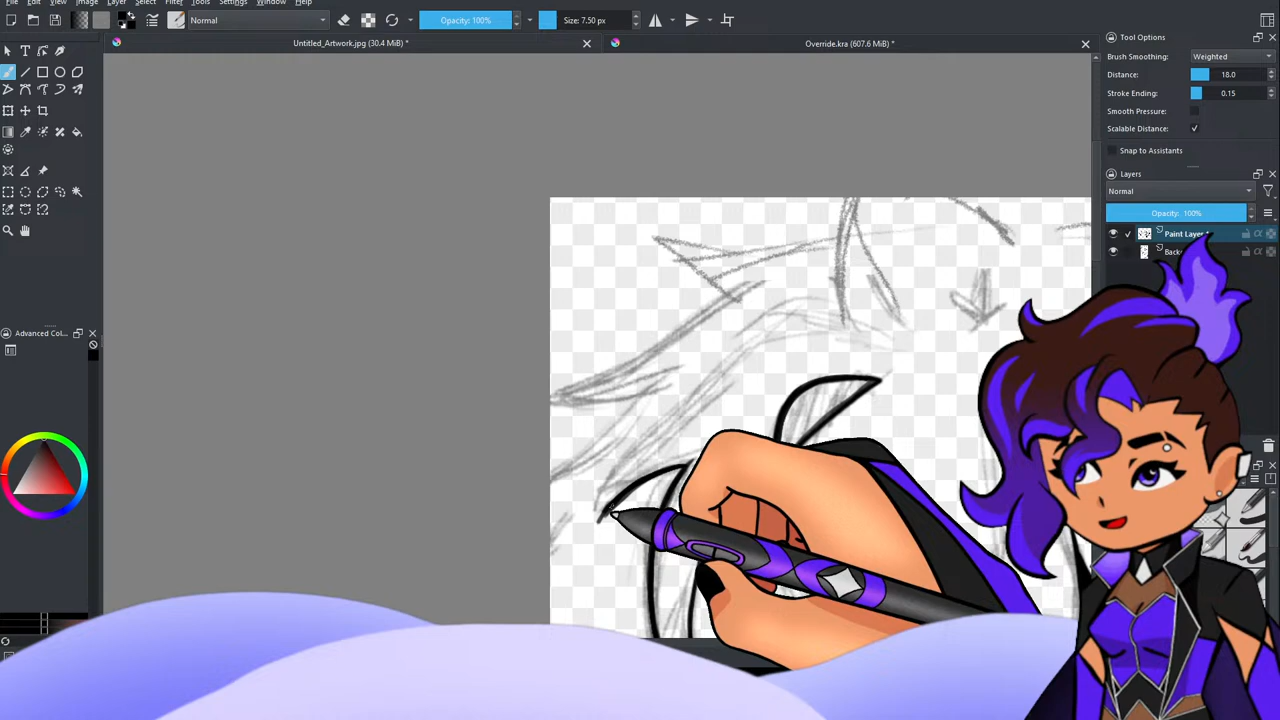 File Edit View Image Layer Select Filter Tools Settings Window Help
Normal Opacity: 100% Size: 7.50 px
Untitled_Artwork.jpg (30.4 MiB) * Override.kra (607.6 MiB) *
Tool Options
Brush Smoothing: Weighted
Distance: 18.0
Stroke Ending: 0.15
Smooth Pressure:
Scalable Distance:
Snap to Assistants
Layers
Normal
Opacity: 100%
Paint Layer
Advanced Col...